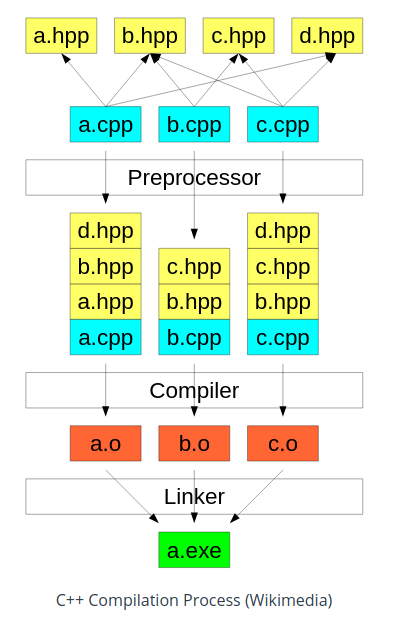 a.hpp b.hpp c.hpp d.hpp
a.cpp b.cpp c.cpp
Preprocessor
d.hpp d.hpp
b.hpp c.hpp c.hpp
a.hpp b.hpp b.hpp
a.cpp b.cpp c.cpp
Compiler
a.o b.o c.o
Linker
a.exe
C++ Compilation Process (Wikimedia)